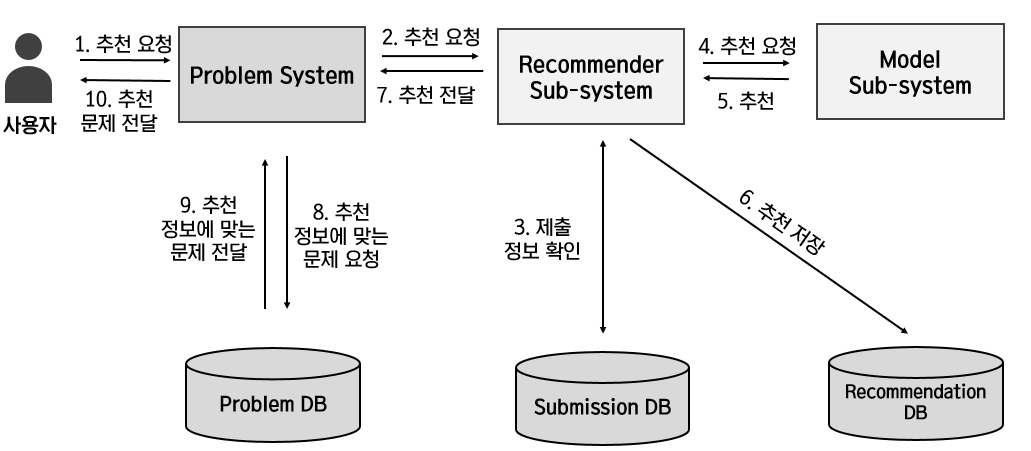 사용자
1. 추천 요청
10. 추천
문제 전달
Problem System
2. 추천 요청
7. 추천 전달
Recommender
Sub-system
4. 추천 요청
5. 추천
Model
Sub-system
9. 추천
정보에 맞는
문제 전달
8. 추천
정보에 맞는
문제 요청
3. 제출
정보 확인
6. 추천 저장
Problem DB
Submission DB
Recommendation
DB